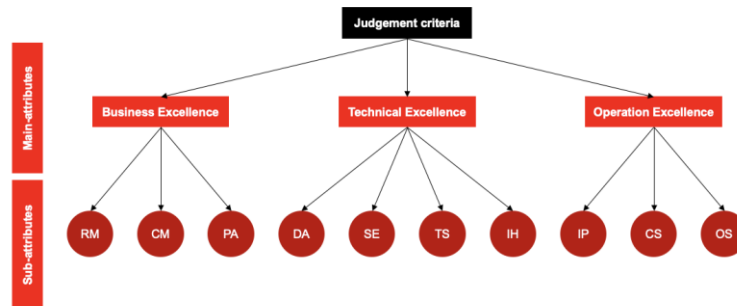 Judgement criteria
Main-attributes
Business Excellence
Technical Excellence
Operation Excellence
Sub-attributes
RM
CM
PA
DA
SE
TS
IH
IP
CS
OS